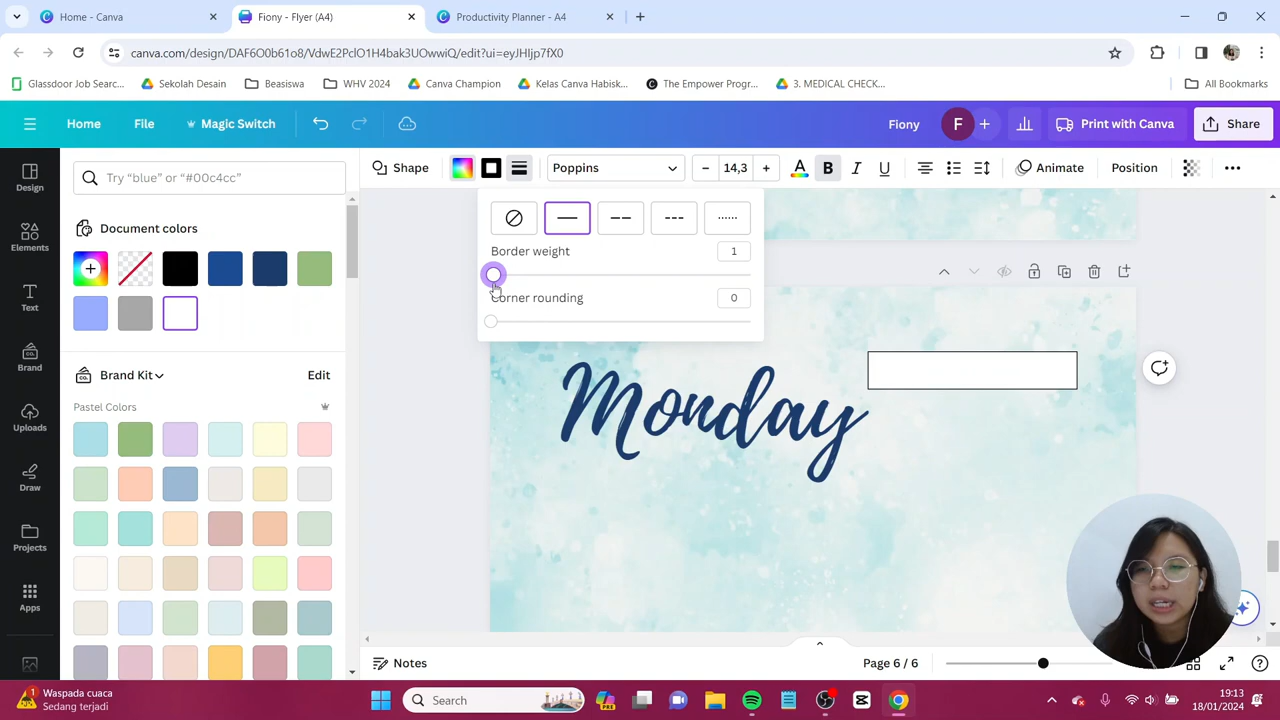 Home - Canva
Fiony - Flyer (A4)
Productivity Planner - A4
canva.com/design/DAF6O0b61o8/VdwE2PclO1H4bak3UOwwiQ/edit?ui=eyJHIjp7fX0
Glassdoor Job Searc...
Sekolah Desain
Beasiswa
WHV 2024
Canva Champion
Kelas Canva Habisk...
The Empower Progr...
3. MEDICAL CHECK...
All Bookmarks
Home
File
Magic Switch
Fiony
F
Print with Canva
Share
Design
Elements
Text
Brand
Uploads
Draw
Projects
Apps
Try “blue” or “#00c4cc”
Shape
Poppins
14,3
A
B
I
U
Animate
Position
Document colors
Border weight
1
Corner rounding
0
Brand Kit
Edit
Pastel Colors
Monday
Notes
Page 6 / 6
1
Waspada cuaca
Sedang terjadi
Search
PRE
19:13
18/01/2024